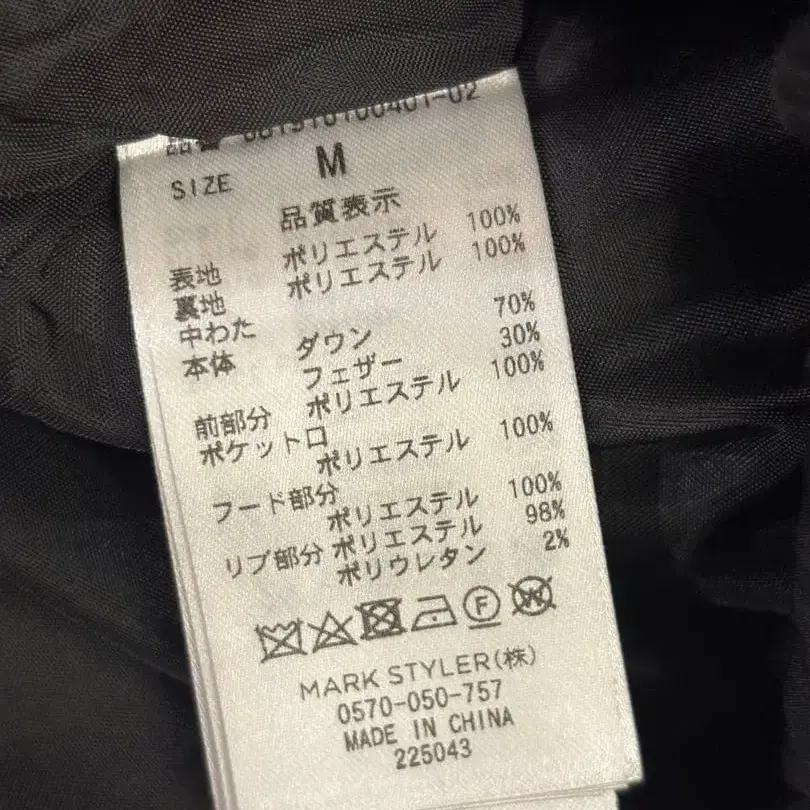 品番 081910100401-02
SIZE M
品質表示
表地 ポリエステル 100%
裏地 ポリエステル 100%
中わた
本体 ダウン 70%
フェザー 30%
前部分 ポリエステル 100%
ポケット口
ポリエステル 100%
フード部分
ポリエステル 100%
リブ部分 ポリエステル 98%
ポリウレタン 2%
F W
MARK STYLER(株)
0570-050-757
MADE IN CHINA
225043